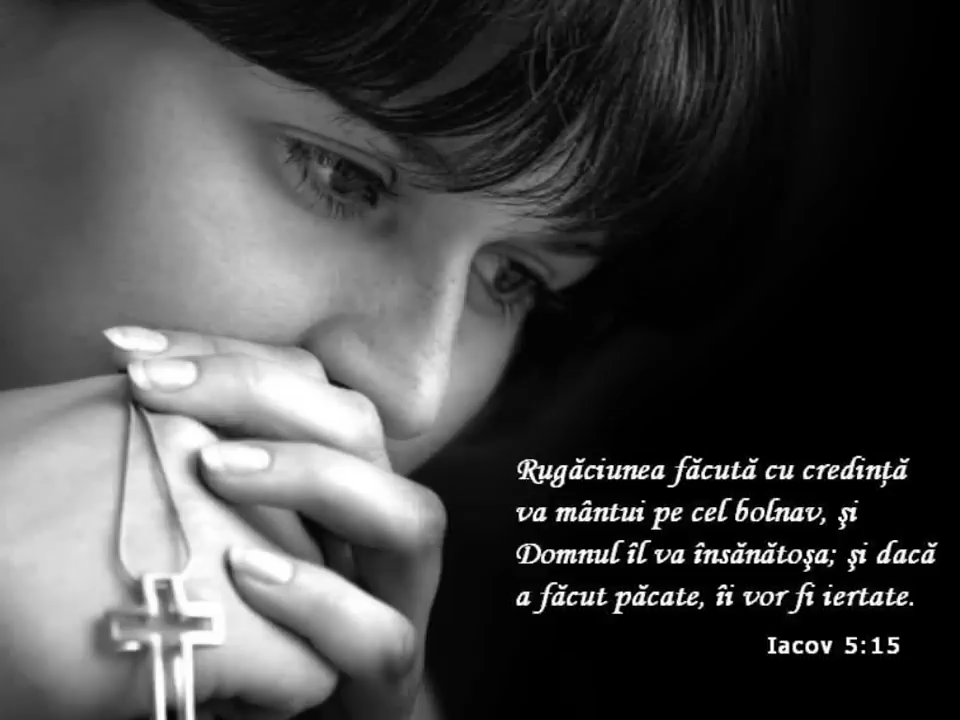 Rugăciunea făcută cu credință
va mântui pe cel bolnav, şi
Domnul îl va însănătoşa; şi dacă
a făcut păcate, îi vor fi iertate.
Iacov 5:15